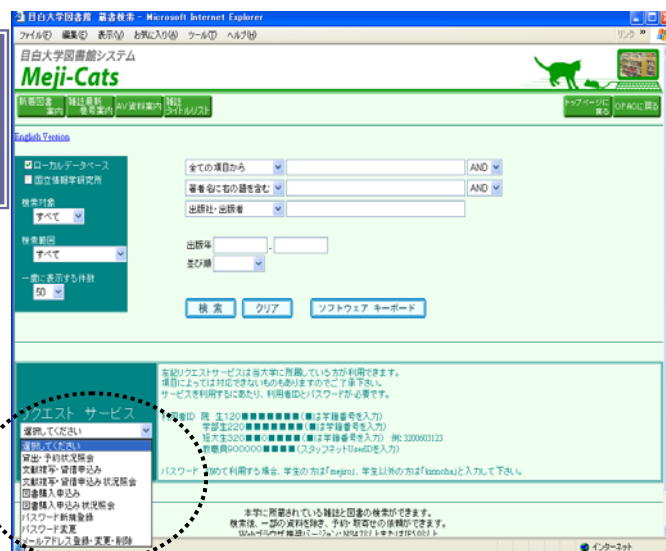 目白大学図書館 蔵書検索 - Microsoft Internet Explorer
ファイル(F) 編集(E) 表示(V) お気に入り(A) ツール(T) ヘルプ(H)
リンク »
目白大学図書館システム
Meji-Cats
新着図書案内
雑誌最新巻号案内
AV資料案内
雑誌タイトルリスト
トップページに戻る
OPACに戻る
English Version
ローカルデータベース
国立情報学研究所
検索対象
すべて
検索範囲
すべて
一度に表示する件数
50
全ての項目から
AND
著者名に右の語を含む
AND
出版社・出版者
出版年
-
並び順
検 索
クリア
ソフトウェア キーボード
リクエスト サービス
選択してください
選択してください
貸出・予約状況照会
文献複写・貸借申込み
文献複写・貸借申込み状況照会
図書購入申込み
図書購入申込み状況照会
パスワード新規登録
パスワード変更
メールアドレス登録・変更・削除
左記リクエストサービスは当大学に所属している方が利用できます。
項目によっては対応できないものもありますのでご了承下さい。
サービスを利用するにあたり、利用者IDとパスワードが必要です。
院 生120■■■■■■■(■は学籍番号を入力)
学部生220■■■■■■■(■は学籍番号を入力)
短大生320■■0■■■■(■は学籍番号を入力) 例: 3200603123
教職員900000■■■■(スタッフネットUserIDを入力)
パスワード 初めて利用する場合、学生の方は「mejiro」、学生以外の方は「kirinoha」と入力して下さい。
本学に所蔵されている雑誌と図書の検索ができます。
検索後、一部の資料を除き、予約・取寄せの依頼ができます。
インターネット